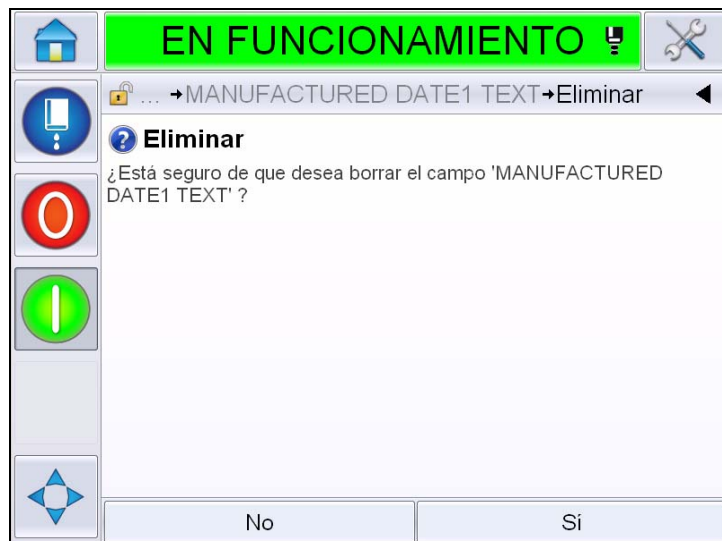 EN FUNCIONAMIENTO
... →MANUFACTURED DATE1 TEXT→Eliminar
Eliminar
¿Está seguro de que desea borrar el campo 'MANUFACTURED
DATE1 TEXT' ?
No
Sí